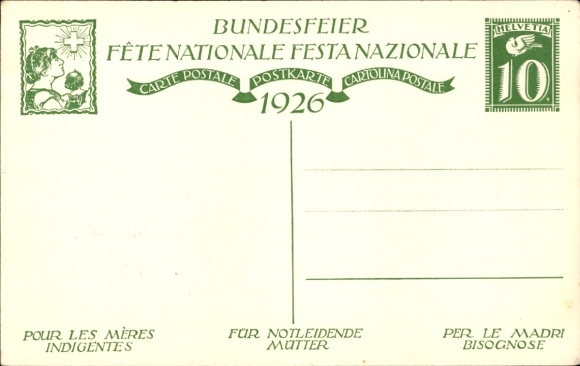 BUNDESFEIER
FÊTE NATIONALE FESTA NAZIONALE
CARTE POSTALE POSTKARTE CARTOLINA POSTALE
1926
HELVETIA
10
POUR LES MÈRES
INDIGENTES
FÜR NOTLEIDENDE
MÜTTER
PER LE MADRI
BISOGNOSE